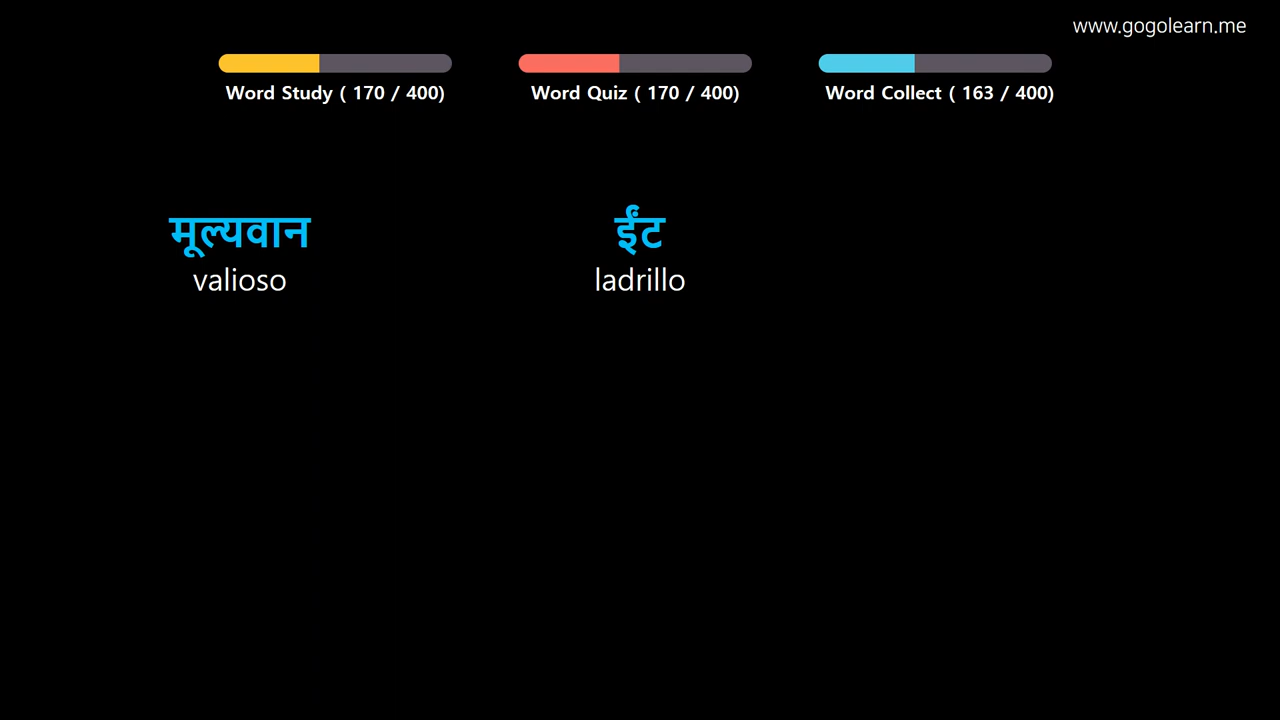 www.gogolearn.me
Word Study ( 170 / 400)
Word Quiz ( 170 / 400)
Word Collect ( 163 / 400)
मूल्यवान
valioso
ईंट
ladrillo